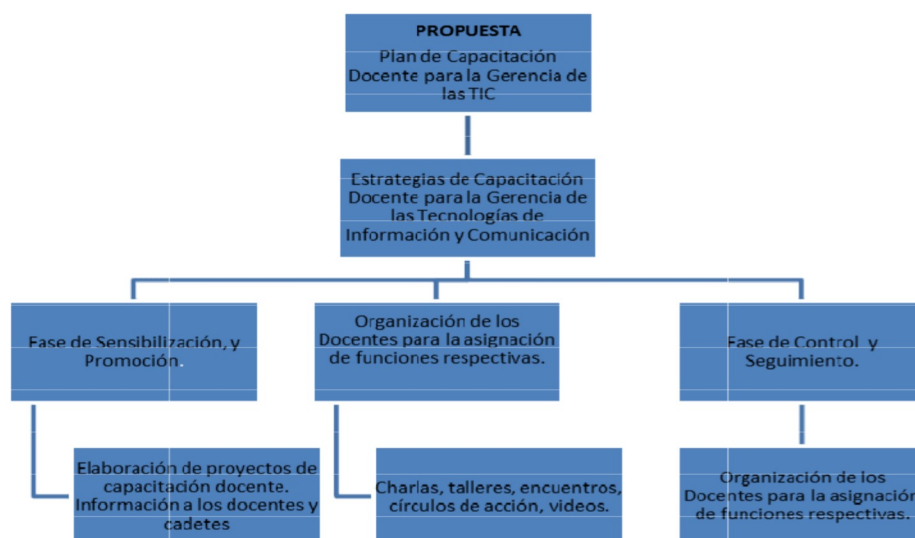 PROPUESTA
Plan de Capacitación
Docente para la Gerencia de
las TIC
Estrategias de Capacitación
Docente para la Gerencia de
las Tecnologías de
Información y Comunicación
Fase de Sensibilización, y
Promoción.
Organización de los
Docentes para la asignación
de funciones respectivas.
Fase de Control y
Seguimiento.
Elaboración de proyectos de
capacitación docente.
Información a los docentes y
cadetes
Charlas, talleres, encuentros,
círculos de acción, videos.
Organización de los
Docentes para la asignación
de funciones respectivas.